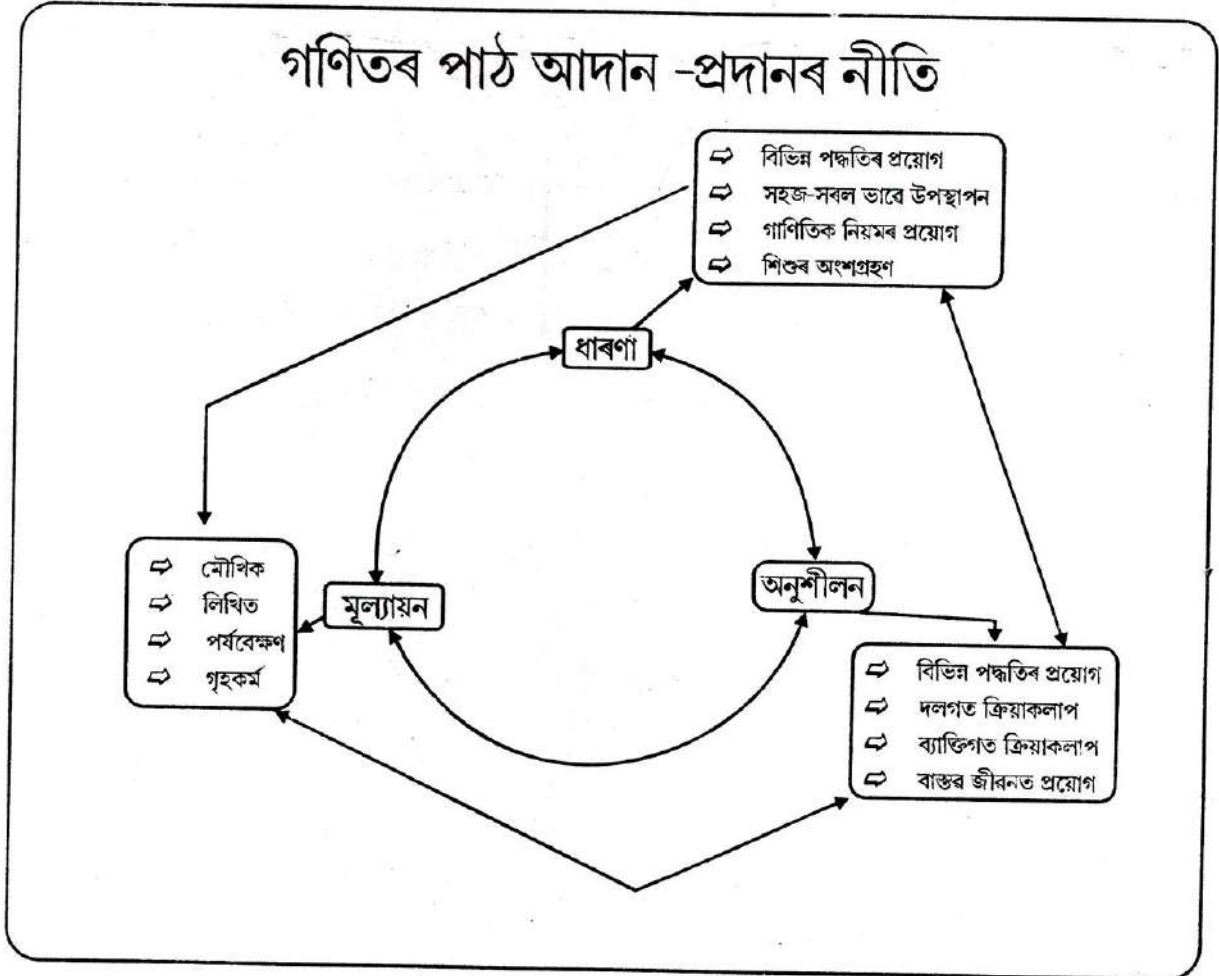 গণিতৰ পাঠ আদান -প্ৰদানৰ নীতি
⇨ বিভিন্ন পদ্ধতিৰ প্ৰয়োগ
⇨ সহজ-সৰল ভাৱে উপস্থাপন
⇨ গাণিতিক নিয়মৰ প্ৰয়োগ
⇨ শিশুৰ অংশগ্ৰহণ
ধাৰণা
⇨ মৌখিক
⇨ লিখিত
⇨ পৰ্যবেক্ষণ
⇨ গৃহকৰ্ম
মূল্যায়ন
অনুশীলন
⇨ বিভিন্ন পদ্ধতিৰ প্ৰয়োগ
⇨ দলগত ক্ৰিয়াকলাপ
⇨ ব্যাক্তিগত ক্ৰিয়াকলাপ
⇨ বাস্তৱ জীৱনত প্ৰয়োগ